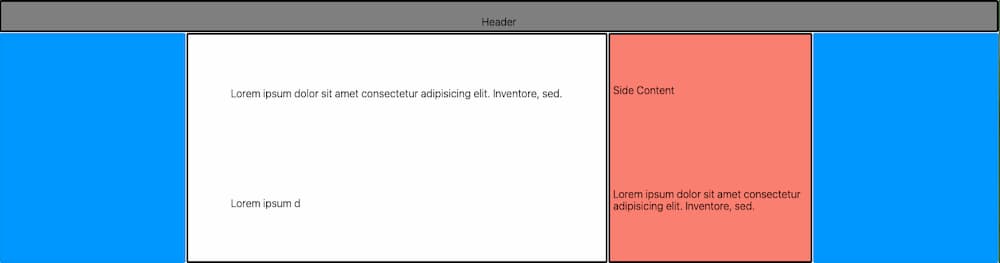 Header
Lorem ipsum dolor sit amet consectetur adipisicing elit. Inventore, sed.
Lorem ipsum d
Side Content
Lorem ipsum dolor sit amet consectetur
adipisicing elit. Inventore, sed.